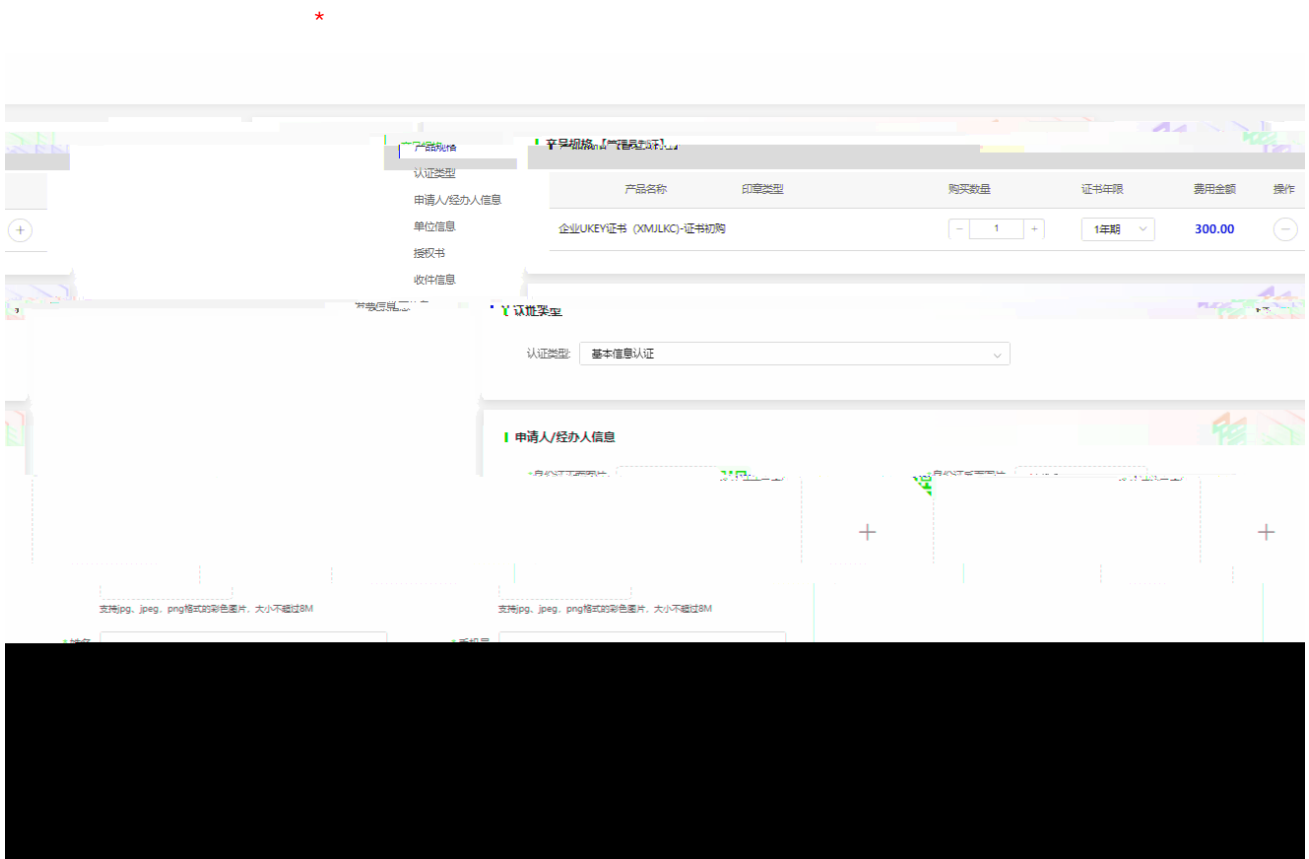 *
产品规格
认证类型
申请人/经办人信息
单位信息
授权书
收件信息
产品名称 印章类型 购买数量 证书年限 费用金额 操作
企业UKEY证书（XMJLKC)-证书初购 - 1 + 1年期 300.00
认证类型
认证类型: 基本信息认证
申请人/经办人信息
支持jpg、jpeg、png格式的彩色图片，大小不超过8M 支持jpg、jpeg、png格式的彩色图片，大小不超过8M